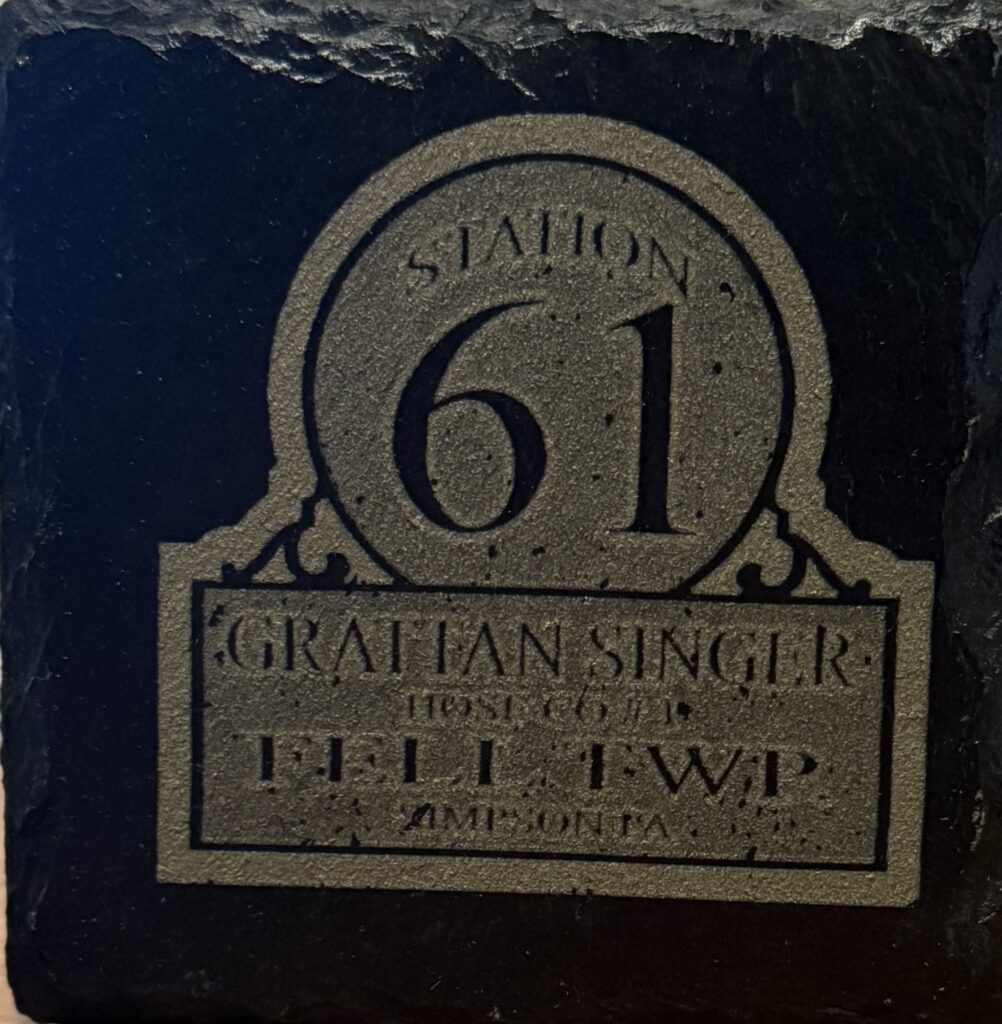 STATION
61
GRATTAN SINGER
HOSE CO #1
FELL TWP
SIMPSON PA